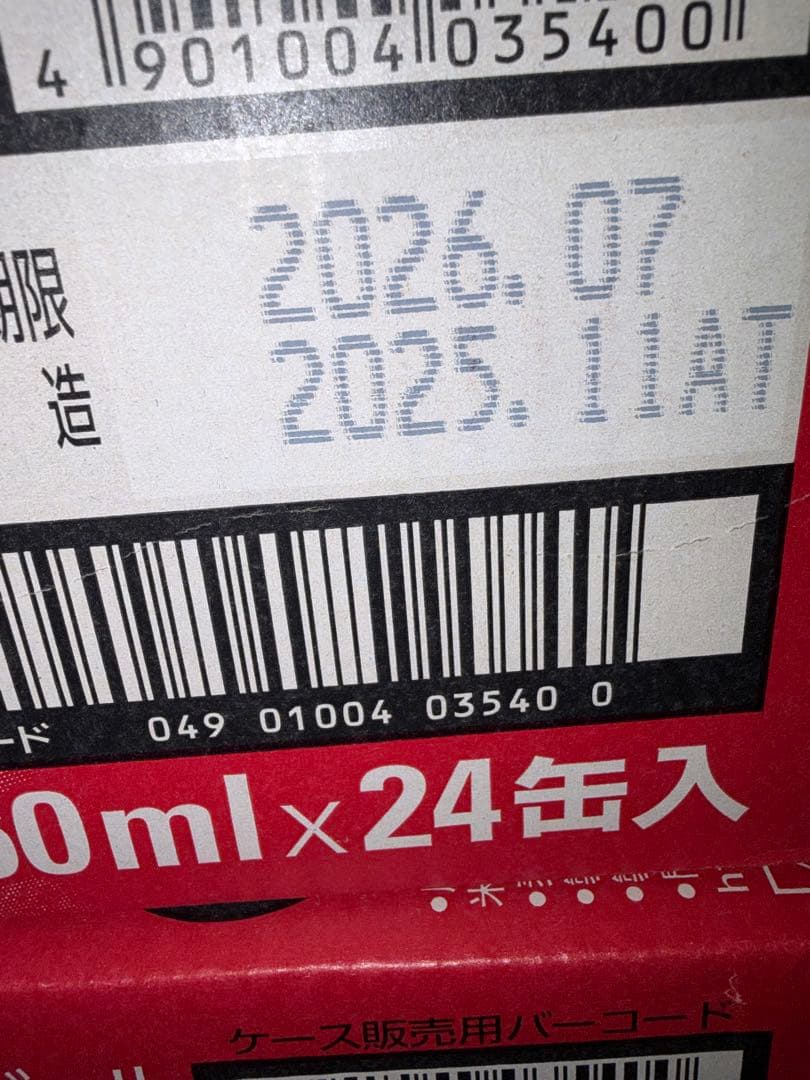 4 901004 035400
期限 2026.07
造 2025.11AT
ード 049 01004 03540 0
50ml×24缶入
ケース販売用バーコード